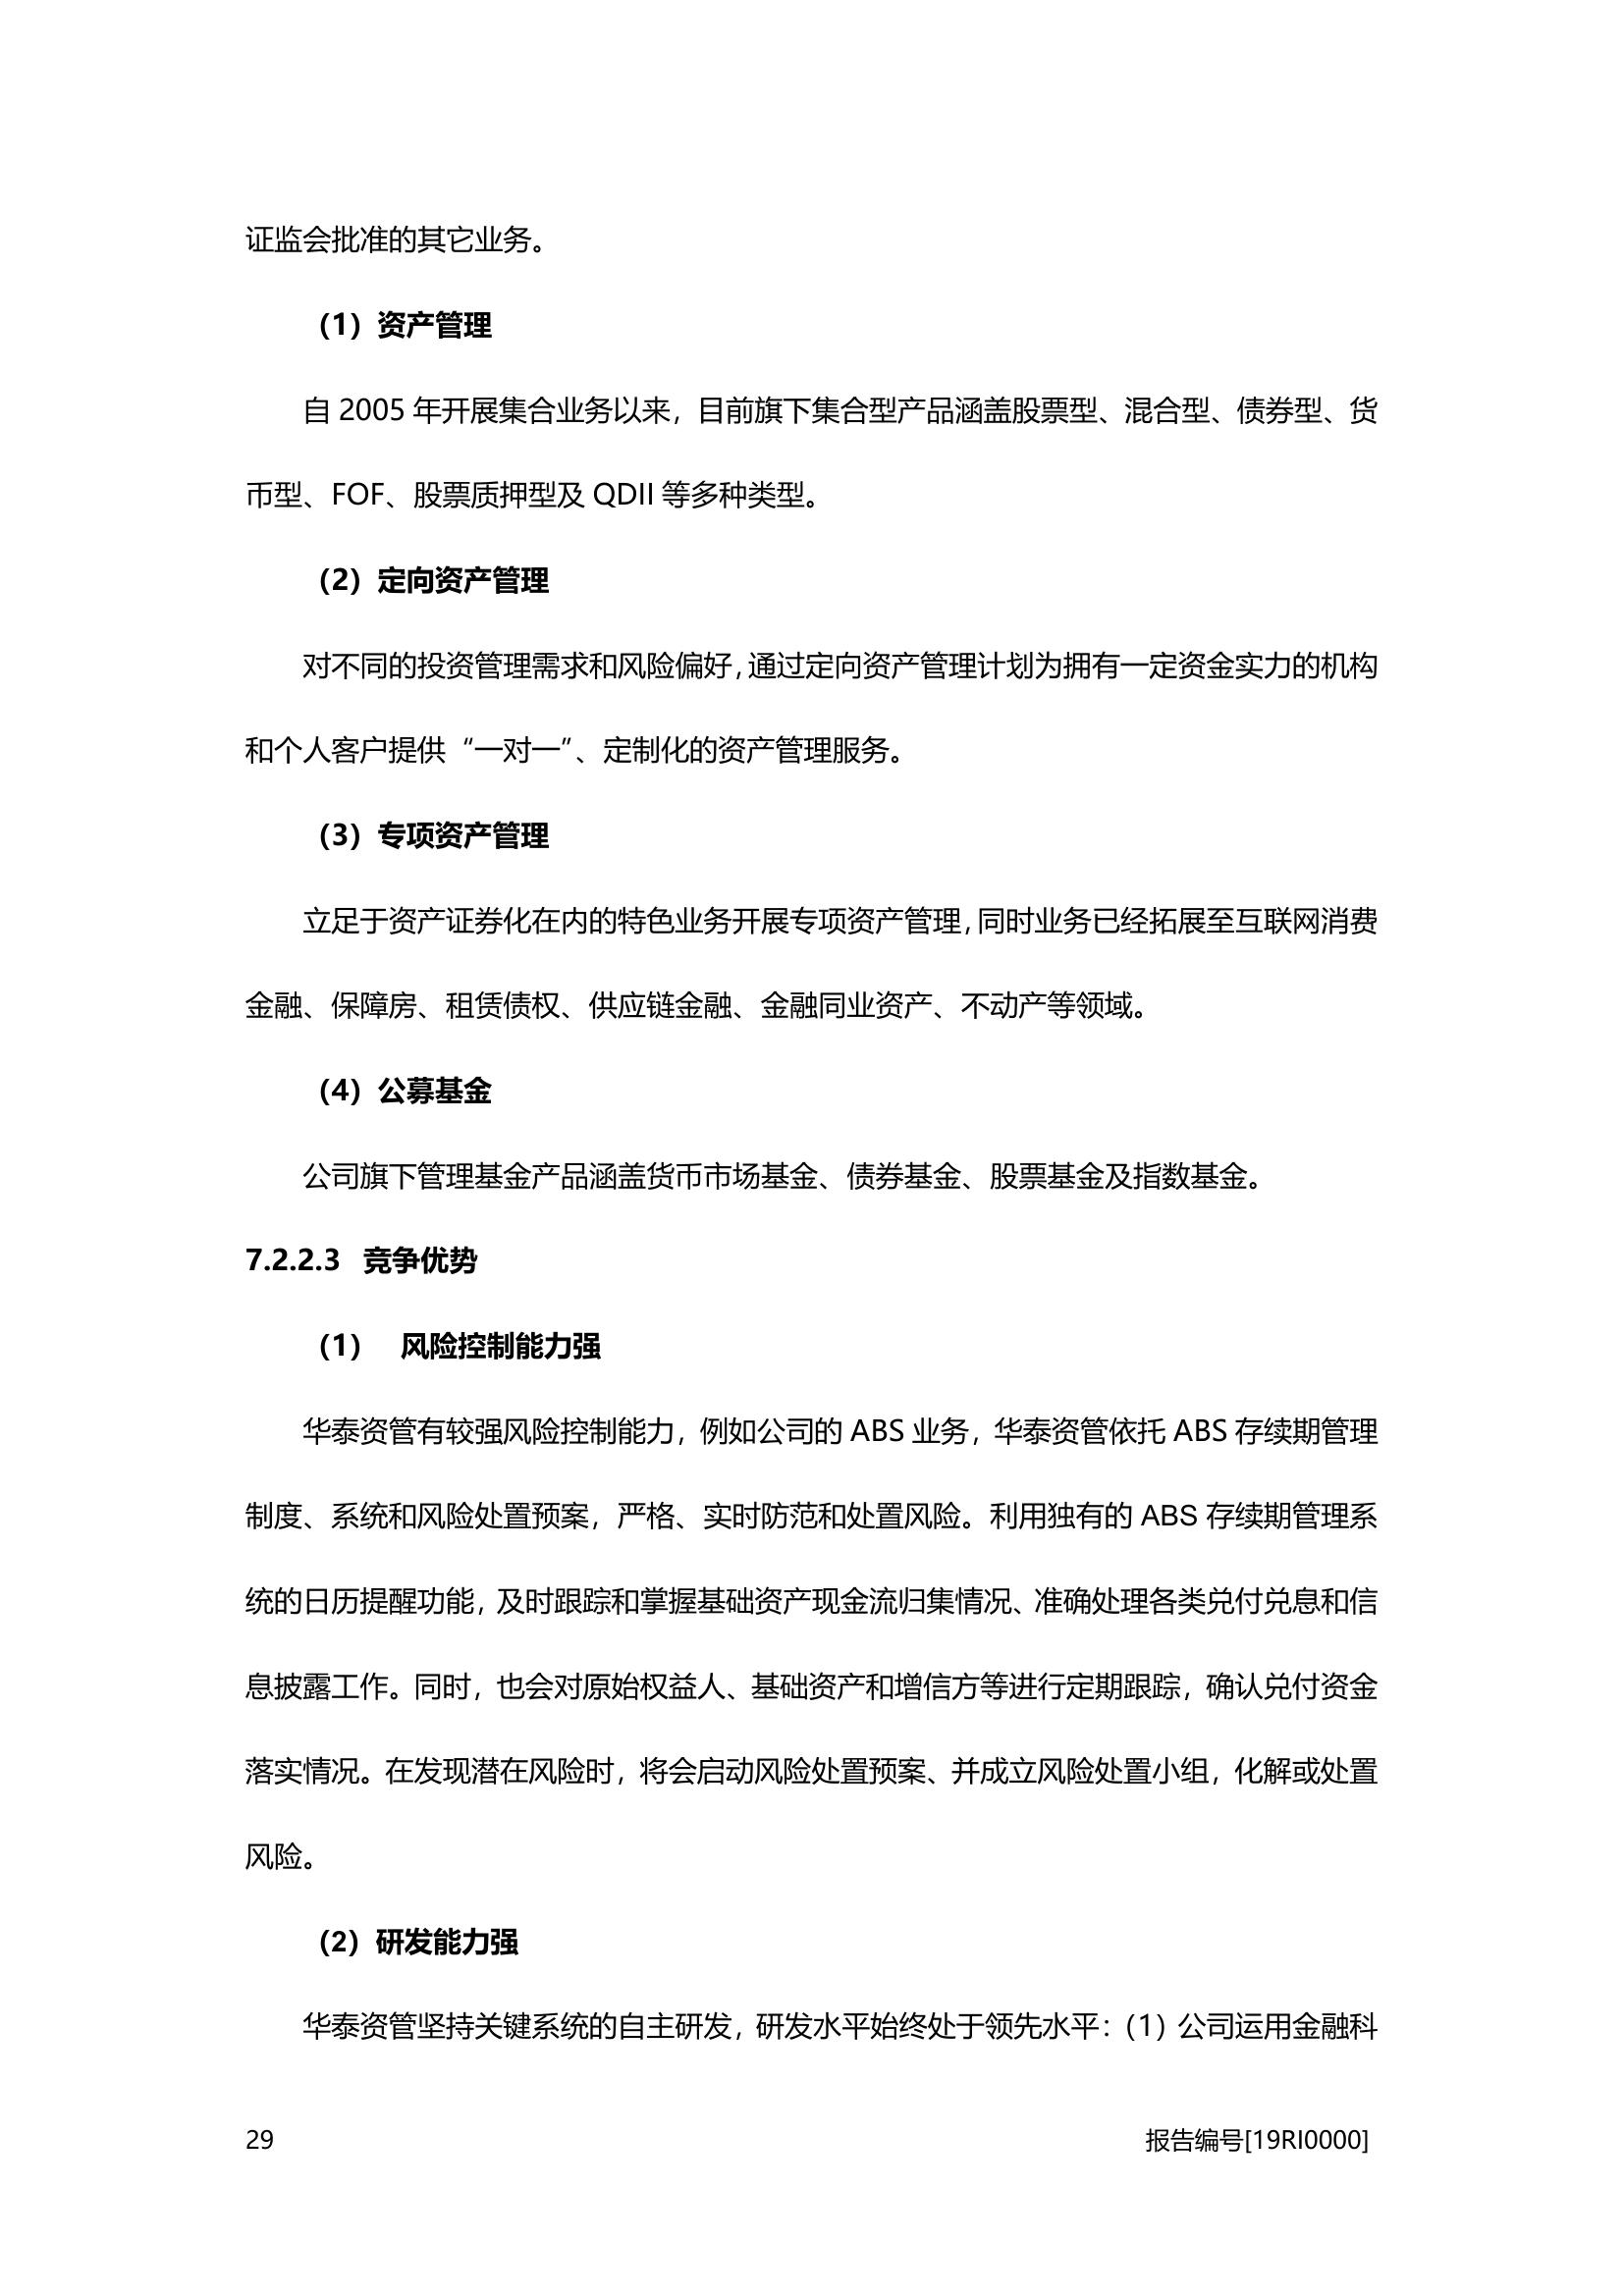 证监会批准的其它业务。
（1）资产管理
自 2005 年开展集合业务以来，目前旗下集合型产品涵盖股票型、混合型、债券型、货
币型、FOF、股票质押型及 QDII 等多种类型。
（2）定向资产管理
对不同的投资管理需求和风险偏好，通过定向资产管理计划为拥有一定资金实力的机构
和个人客户提供“一对一”、定制化的资产管理服务。
（3）专项资产管理
立足于资产证券化在内的特色业务开展专项资产管理，同时业务已经拓展至互联网消费
金融、保障房、租赁债权、供应链金融、金融同业资产、不动产等领域。
（4）公募基金
公司旗下管理基金产品涵盖货币市场基金、债券基金、股票基金及指数基金。
7.2.2.3 竞争优势
（1） 风险控制能力强
华泰资管有较强风险控制能力，例如公司的 ABS 业务，华泰资管依托 ABS 存续期管理
制度、系统和风险处置预案，严格、实时防范和处置风险。利用独有的 ABS 存续期管理系
统的日历提醒功能，及时跟踪和掌握基础资产现金流归集情况、准确处理各类兑付兑息和信
息披露工作。同时，也会对原始权益人、基础资产和增信方等进行定期跟踪，确认兑付资金
落实情况。在发现潜在风险时，将会启动风险处置预案、并成立风险处置小组，化解或处置
风险。
（2）研发能力强
华泰资管坚持关键系统的自主研发，研发水平始终处于领先水平：（1）公司运用金融科
29 报告编号[19RI0000]